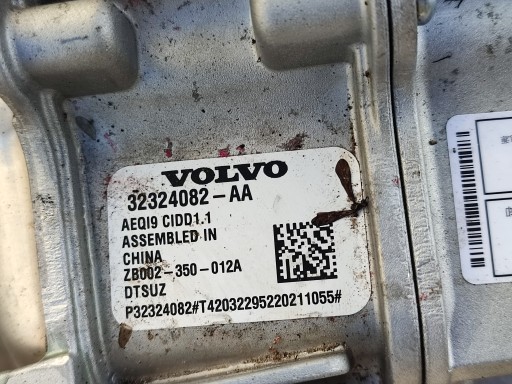 VOLVO
32324082-AA
AEQI9 CIDD1.1
ASSEMBLED IN
CHINA
ZB002-350-012A
DTSUZ
P32324082#T42032295220211055#